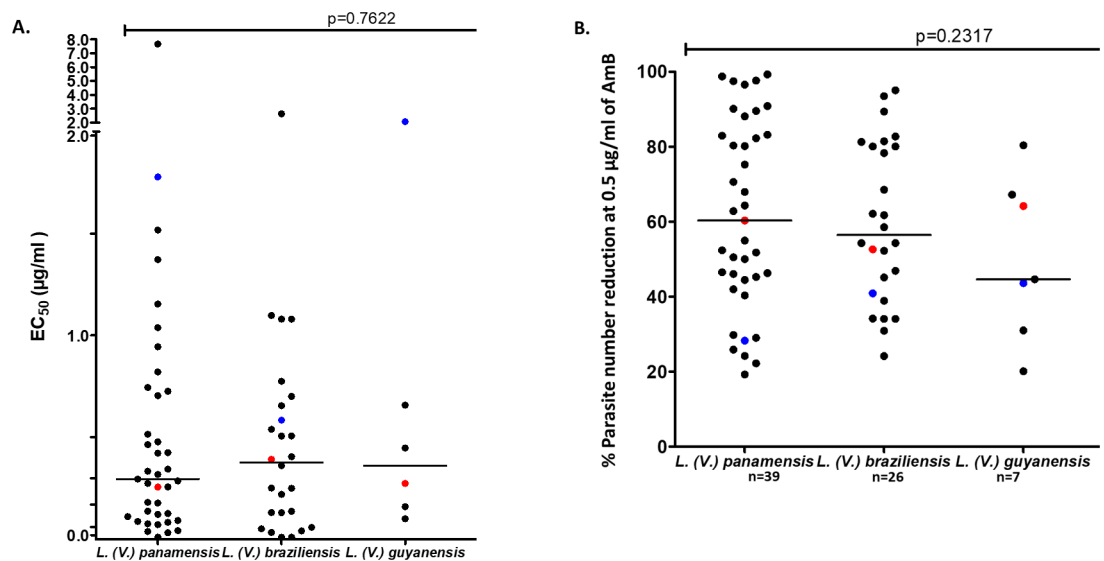 A.
p=0.7622
8.0
7.0
6.0
5.0
4.0
3.0
2.0
2.0
1.0
0.0
EC50 (µg/ml )
L. (V.) panamensis L. (V.) braziliensis L. (V.) guyanensis
B.
p=0.2317
100
80
60
40
20
0
% Parasite number reduction at 0.5 µg/ml of AmB
L. (V.) panamensis L. (V.) braziliensis L. (V.) guyanensis
n=39 n=26 n=7